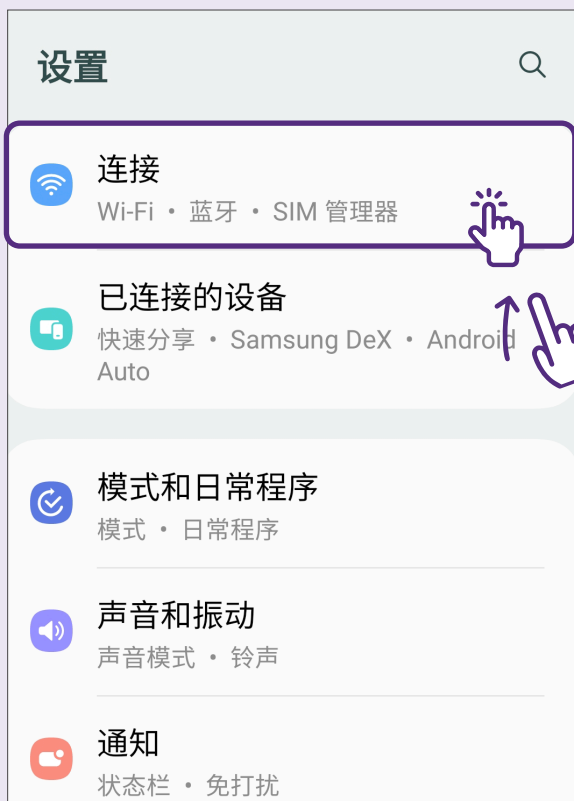 设置
连接
Wi-Fi • 蓝牙 • SIM 管理器
已连接的设备
快速分享 • Samsung DeX • Android
Auto
模式和日常程序
模式 • 日常程序
声音和振动
声音模式 • 铃声
通知
状态栏 • 免打扰